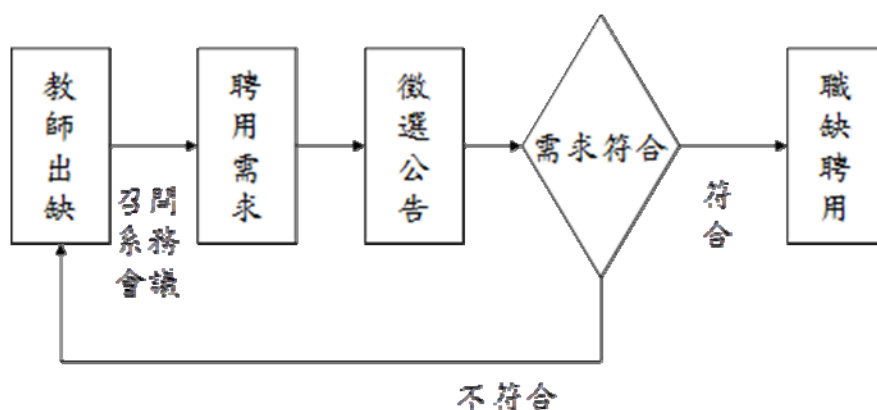 教師出缺
召開
系務
會議
聘用需求
徵選公告
需求符合
符合
職缺聘用
不符合